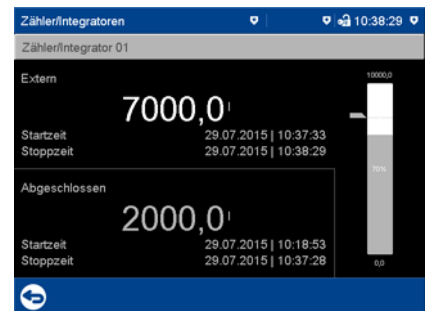 Zähler/Integratoren 10:38:29
Zähler/Integrator 01
Extern
10000,0
7000,0 l
Startzeit 29.07.2015 | 10:37:33
Stoppzeit 29.07.2015 | 10:38:29
70%
Abgeschlossen
2000,0 l
Startzeit 29.07.2015 | 10:18:53
Stoppzeit 29.07.2015 | 10:37:28
0,0